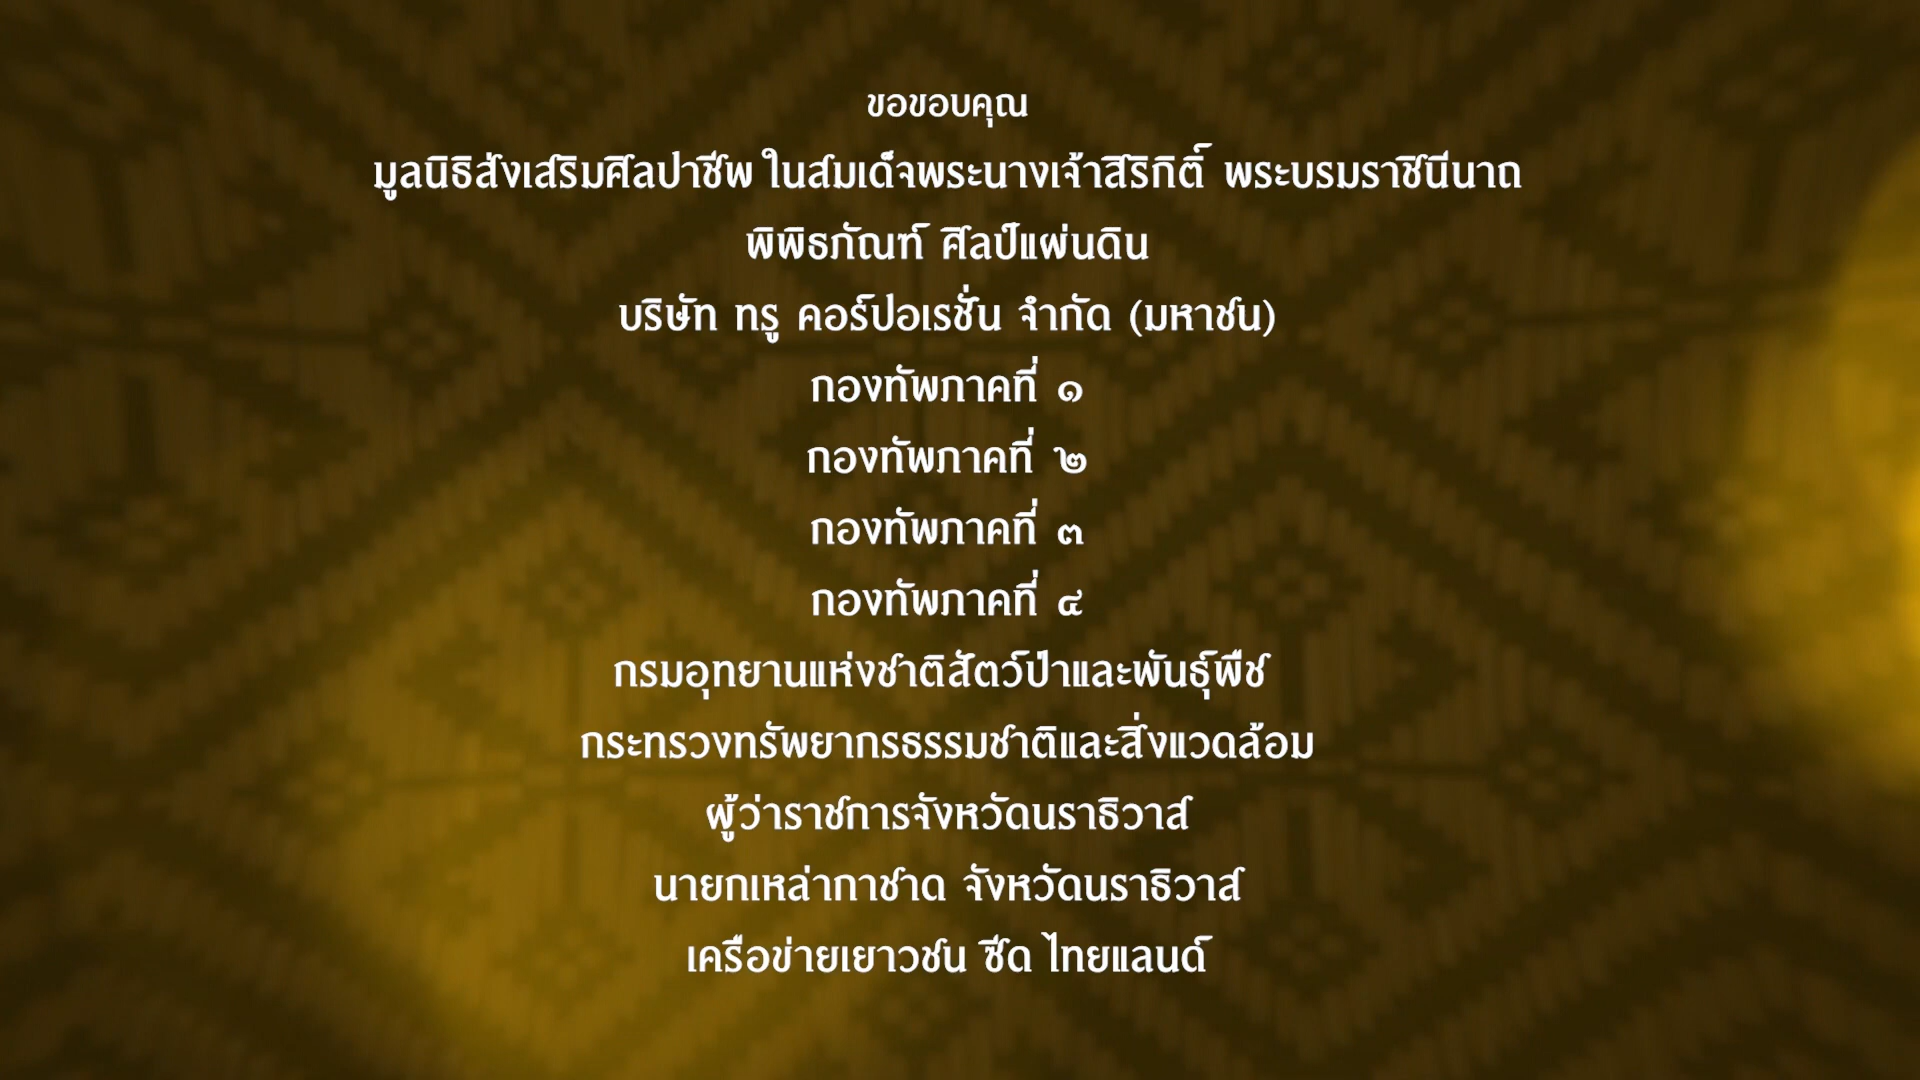 ขอขอบคุณ
มูลนิธิส่งเสริมศิลปาชีพ ในสมเด็จพระนางเจ้าสิริกิติ์ พระบรมราชินีนาถ
พิพิธภัณฑ์ ศิลป์แผ่นดิน
บริษัท ทรู คอร์ปอเรชั่น จำกัด (มหาชน)
กองทัพภาคที่ ๑
กองทัพภาคที่ ๒
กองทัพภาคที่ ๓
กองทัพภาคที่ ๔
กรมอุทยานแห่งชาติสัตว์ป่าและพันธุ์พืช
กระทรวงทรัพยากรธรรมชาติและสิ่งแวดล้อม
ผู้ว่าราชการจังหวัดนราธิวาส
นายกเหล่ากาชาด จังหวัดนราธิวาส
เครือข่ายเยาวชน ซีด ไทยแลนด์